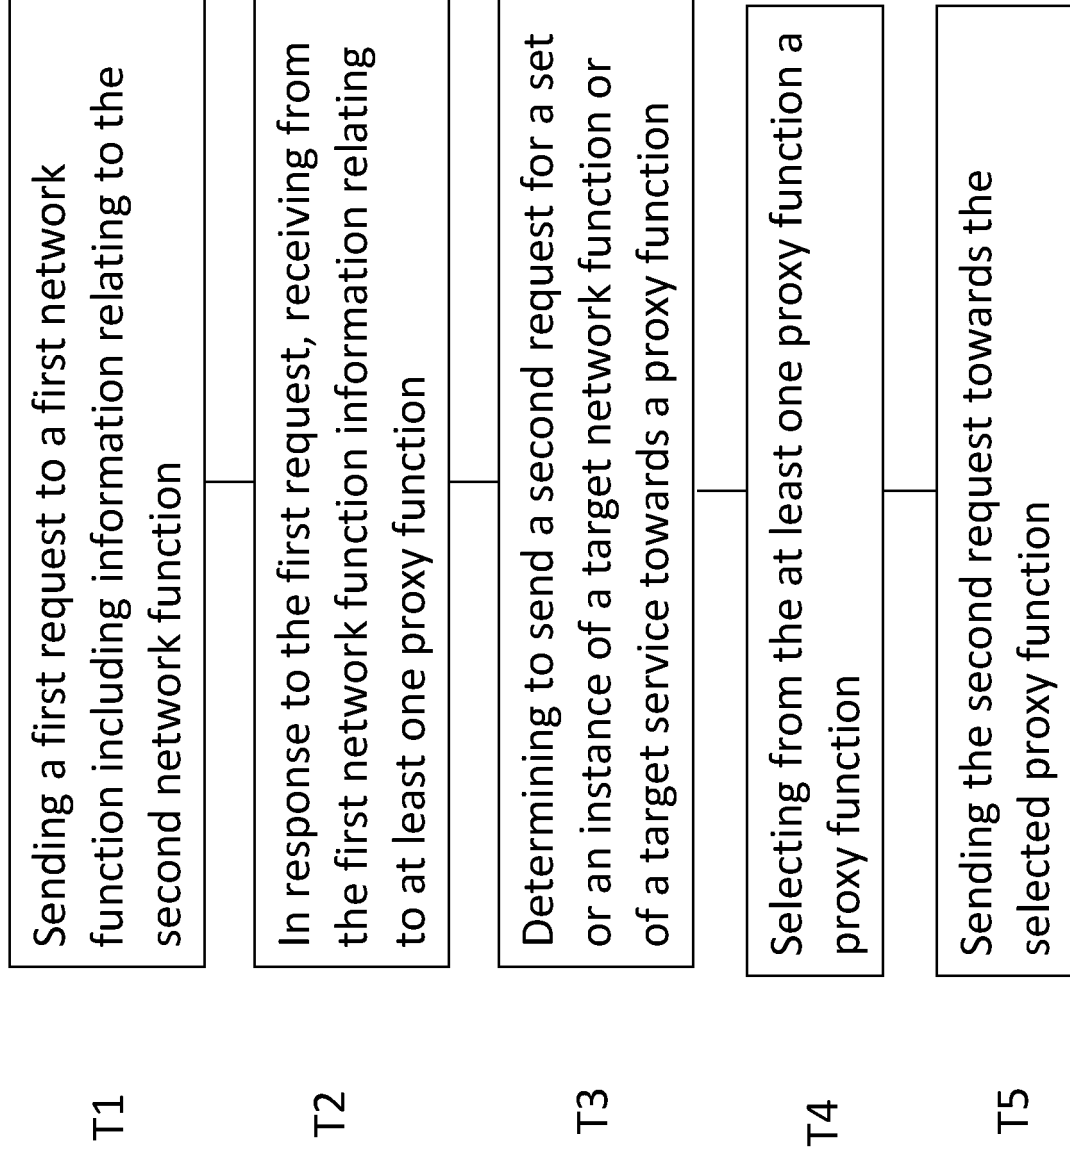 T1
Sending a first request to a first network
function including information relating to the
second network function
T2
In response to the first request, receiving from
the first network function information relating
to at least one proxy function
T3
Determining to send a second request for a set
or an instance of a target network function or
of a target service towards a proxy function
T4
Selecting from the at least one proxy function a
proxy function
T5
Sending the second request towards the
selected proxy function